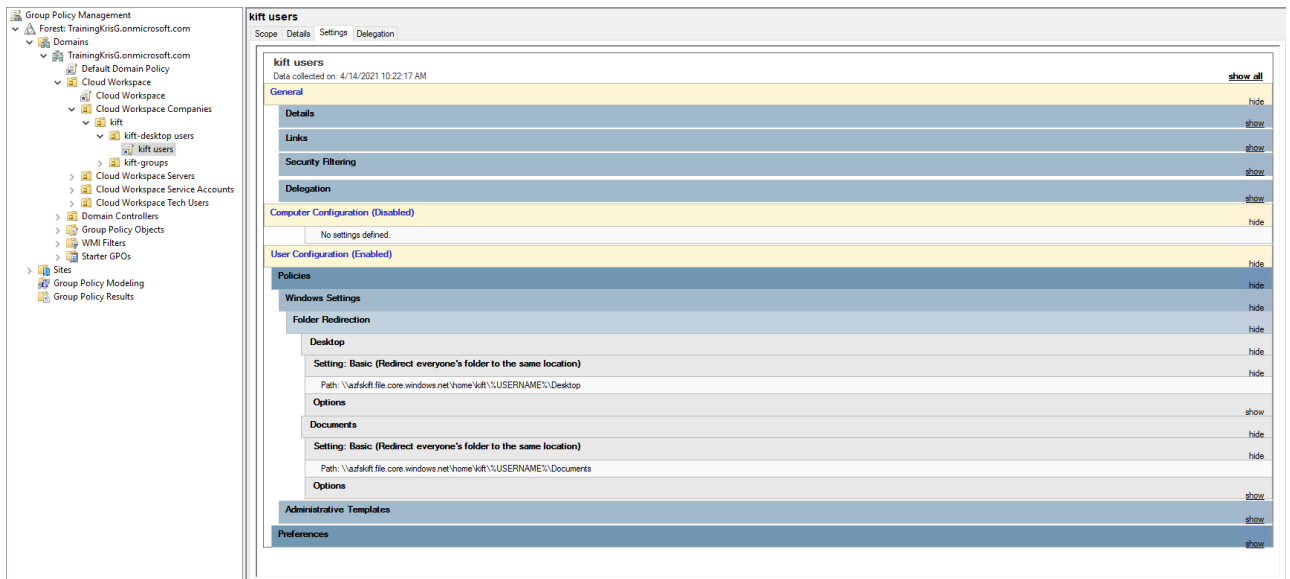 Group Policy Management
Forest: TrainingKrisG.onmicrosoft.com
Domains
TrainingKrisG.onmicrosoft.com
Default Domain Policy
Cloud Workspace
Cloud Workspace
Cloud Workspace Companies
kift
kift-desktop users
kift users
kift-groups
Cloud Workspace Servers
Cloud Workspace Service Accounts
Cloud Workspace Tech Users
Domain Controllers
Group Policy Objects
WMI Filters
Starter GPOs
Sites
Group Policy Modeling
Group Policy Results
kift users
Scope Details Settings Delegation
kift users
Data collected on: 4/14/2021 10:22:17 AM show all
General hide
Details show
Links show
Security Filtering show
Delegation show
Computer Configuration (Disabled) hide
No settings defined.
User Configuration (Enabled) hide
Policies hide
Windows Settings hide
Folder Redirection hide
Desktop hide
Setting: Basic (Redirect everyone's folder to the same location) hide
Path: \\azfskift.file.core.windows.net\home\kift\%USERNAME%\Desktop
Options show
Documents hide
Setting: Basic (Redirect everyone's folder to the same location) hide
Path: \\azfskift.file.core.windows.net\home\kift\%USERNAME%\Documents
Options show
Administrative Templates show
Preferences show